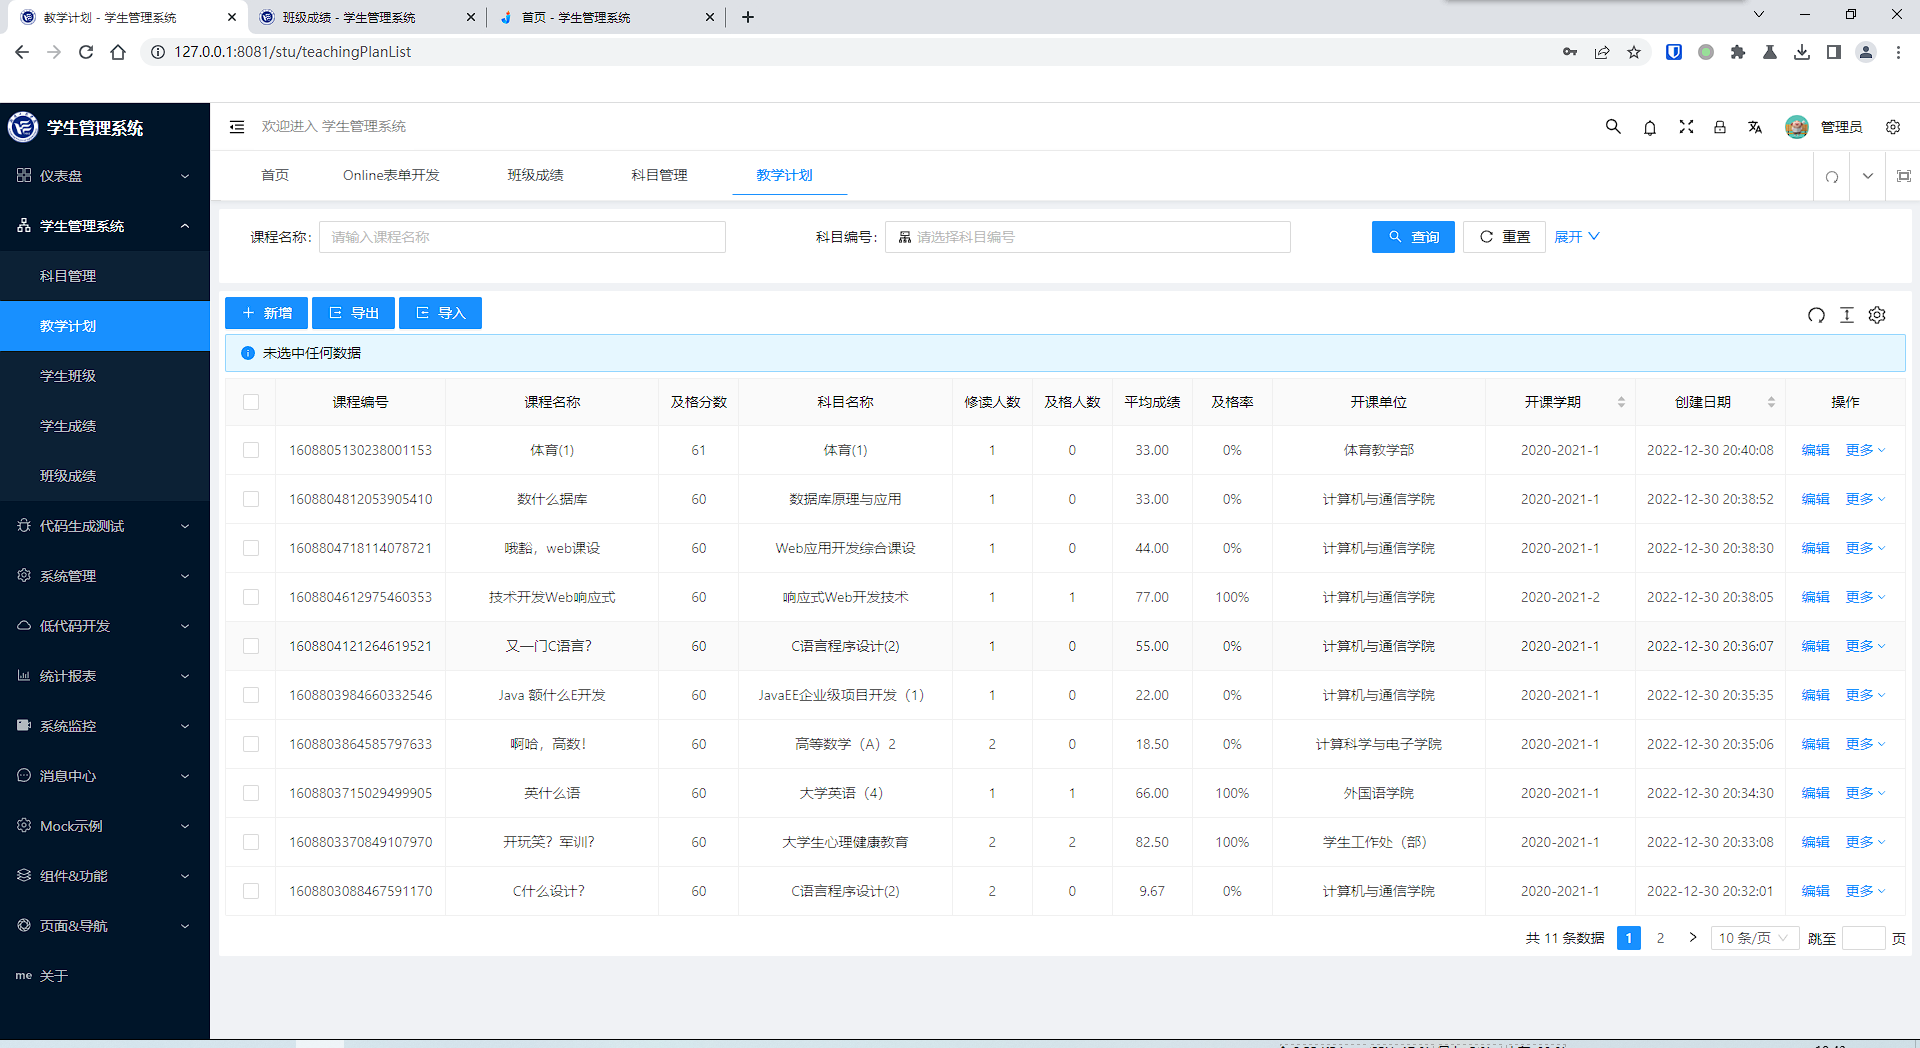 教学计划 - 学生管理系统
班级成绩 - 学生管理系统
首页 - 学生管理系统
127.0.0.1:8081/stu/teachingPlanList
学生管理系统
欢迎进入 学生管理系统
管理员
首页
Online表单开发
班级成绩
科目管理
教学计划
仪表盘
学生管理系统
科目管理
教学计划
学生班级
学生成绩
班级成绩
代码生成测试
系统管理
低代码开发
统计报表
系统监控
消息中心
Mock示例
组件&功能
页面&导航
me 关于
课程名称: 请输入课程名称
科目编号: 请选择科目编号
查询
重置
展开
新增
导出
导入
未选中任何数据
课程编号 课程名称 及格分数 科目名称 修读人数 及格人数 平均成绩 及格率 开课单位 开课学期 创建日期 操作
1608805130238001153 体育(1) 61 体育(1) 1 0 33.00 0% 体育教学部 2020-2021-1 2022-12-30 20:40:08 编辑 更多
1608804812053905410 数什么据库 60 数据库原理与应用 1 0 33.00 0% 计算机与通信学院 2020-2021-1 2022-12-30 20:38:52 编辑 更多
1608804718114078721 哦豁，web课设 60 Web应用开发综合课设 1 0 44.00 0% 计算机与通信学院 2020-2021-1 2022-12-30 20:38:30 编辑 更多
1608804612975460353 技术开发Web响应式 60 响应式Web开发技术 1 1 77.00 100% 计算机与通信学院 2020-2021-2 2022-12-30 20:38:05 编辑 更多
1608804121264619521 又一门C语言？ 60 C语言程序设计(2) 1 0 55.00 0% 计算机与通信学院 2020-2021-1 2022-12-30 20:36:07 编辑 更多
1608803984660332546 Java 额什么E开发 60 JavaEE企业级项目开发（1） 1 0 22.00 0% 计算机与通信学院 2020-2021-1 2022-12-30 20:35:35 编辑 更多
1608803864585797633 啊哈，高数！ 60 高等数学（A）2 2 0 18.50 0% 计算科学与电子学院 2020-2021-1 2022-12-30 20:35:06 编辑 更多
1608803715029499905 英什么语 60 大学英语（4） 1 1 66.00 100% 外国语学院 2020-2021-1 2022-12-30 20:34:30 编辑 更多
1608803370849107970 开玩笑？军训？ 60 大学生心理健康教育 2 2 82.50 100% 学生工作处（部） 2020-2021-1 2022-12-30 20:33:08 编辑 更多
1608803088467591170 C什么设计？ 60 C语言程序设计(2) 2 0 9.67 0% 计算机与通信学院 2020-2021-1 2022-12-30 20:32:01 编辑 更多
共 11 条数据 1 2 10 条/页 跳至 页